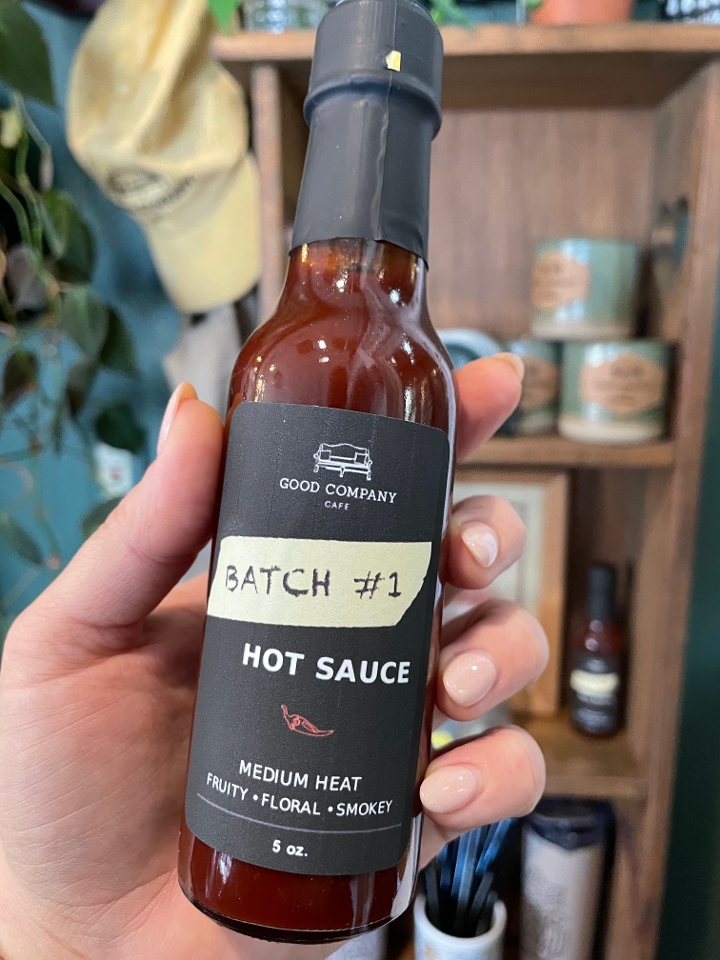 GOOD COMPANY
CAFE
BATCH #1
HOT SAUCE
MEDIUM HEAT
FRUITY • FLORAL • SMOKEY
5 oz.